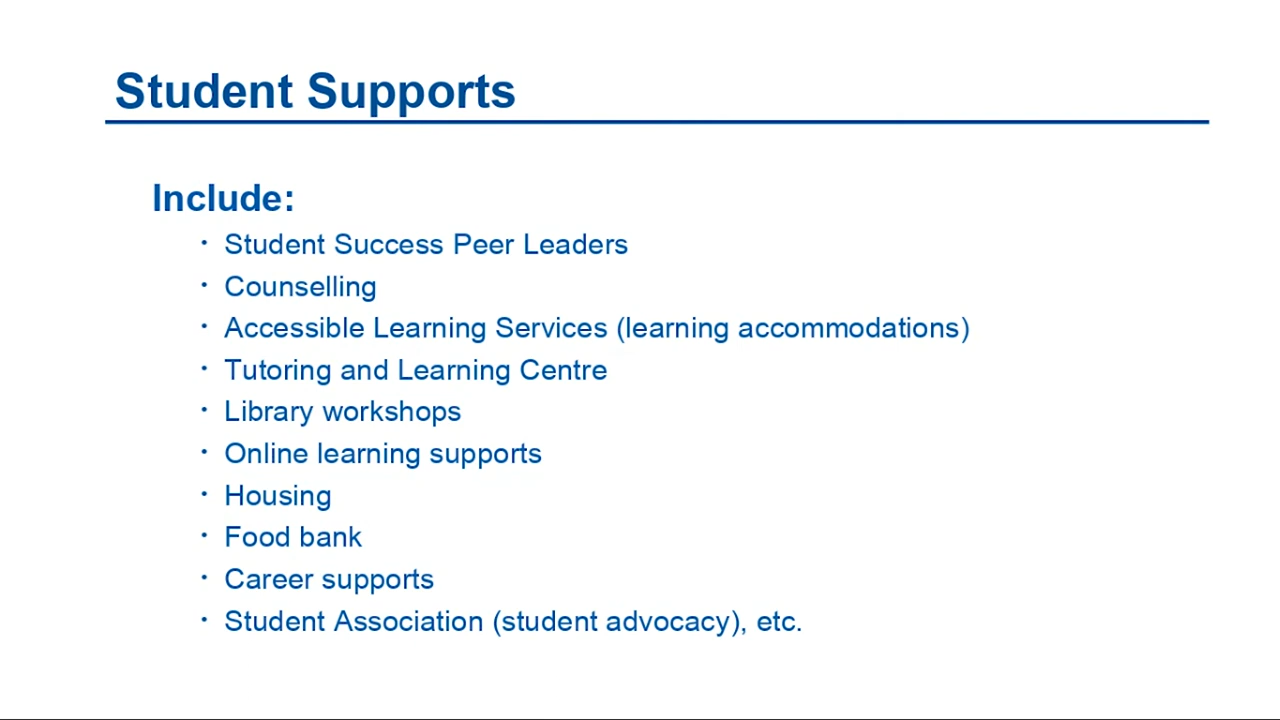 Student Supports
Include:
• Student Success Peer Leaders
• Counselling
• Accessible Learning Services (learning accommodations)
• Tutoring and Learning Centre
• Library workshops
• Online learning supports
• Housing
• Food bank
• Career supports
• Student Association (student advocacy), etc.